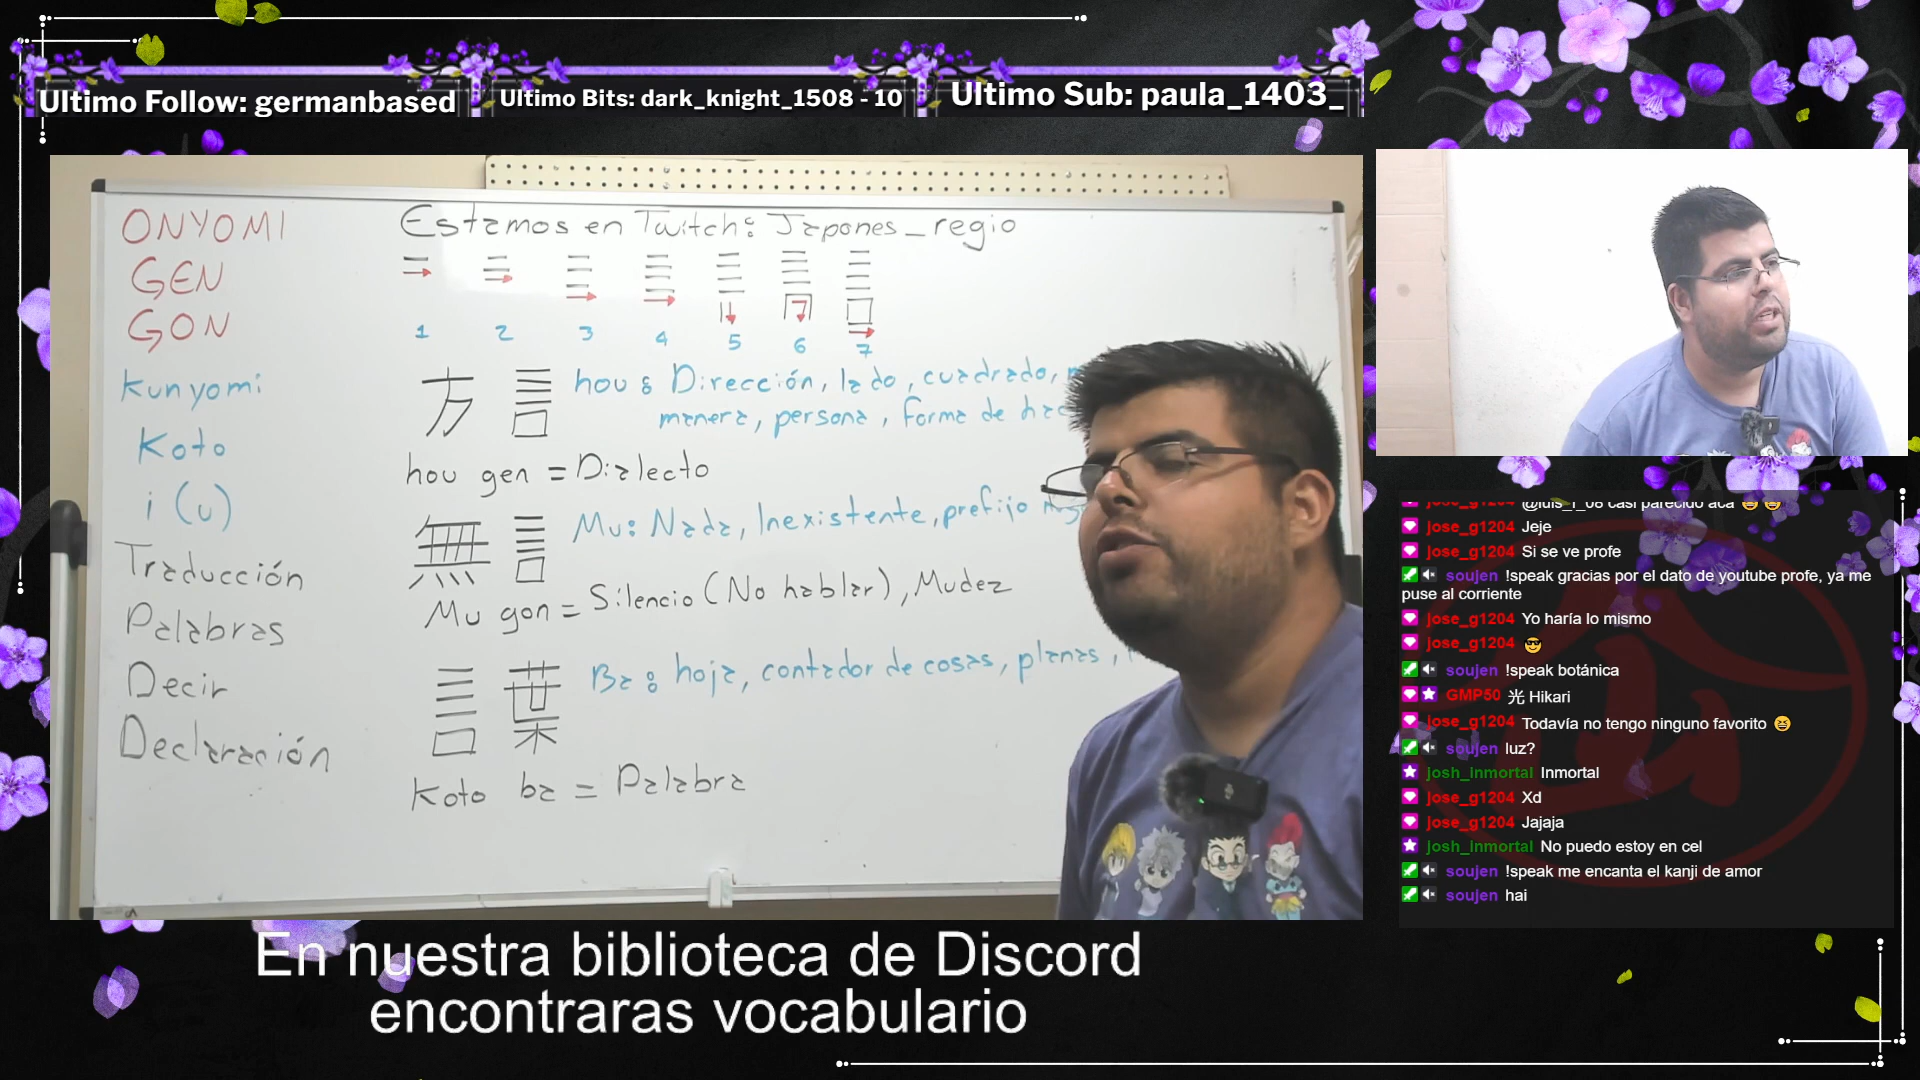 Ultimo Follow: germanbased
Ultimo Bits: dark_knight_1508 - 10
Ultimo Sub: paula_1403_
ONYOMI
GEN
GON
Kunyomi
Koto
i (u)
Traducción
Palabras
Decir
Declaración
Estamos en Twitch: Japones_regio
1 2 3 4 5 6 7
方言 hou: Dirección, lado, cuadrado,
manera, persona, forma de
hou gen = Dialecto
無言 Mu: Nada, Inexistente, prefijo
Mu gon = Silencio (No hablar), Mudez
言葉 Ba: hoja, contador de cosas, planas,
Koto ba = Palabra
jose_g1204 @luis_r_08 casi parecido acá 😆 😆
jose_g1204 Jeje
jose_g1204 Si se ve profe
soujen !speak gracias por el dato de youtube profe, ya me
puse al corriente
jose_g1204 Yo haría lo mismo
jose_g1204 😎
soujen !speak botánica
GMP50 光 Hikari
jose_g1204 Todavía no tengo ninguno favorito 😆
soujen luz?
josh_inmortal Inmortal
jose_g1204 Xd
jose_g1204 Jajaja
josh_inmortal No puedo estoy en cel
soujen !speak me encanta el kanji de amor
soujen hai
En nuestra biblioteca de Discord
encontraras vocabulario